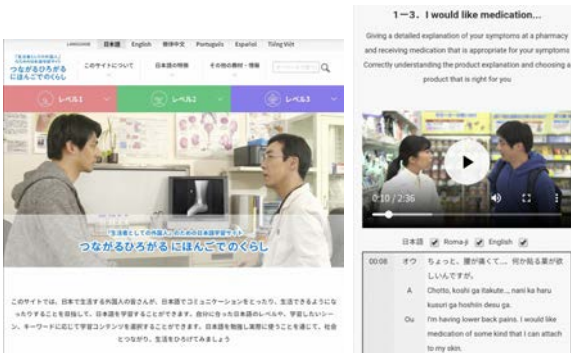 LANGUAGE 日本語 English 簡体中文 Português Español Tiếng Việt
「生活者としての外国人」
のための日本語学習サイト
つながるひろがる
にほんごでのくらし
このサイトについて 日本語の特徴 その他の教材・情報
レベル1 レベル2 レベル3
「生活者としての外国人」のための日本語学習サイト
つながるひろがる にほんごでのくらし
このサイトでは、日本で生活する外国人の皆さんが、日本語でコミュニケーションをとったり、生活できるようにな
ったりすることを目指して、日本語を学習することができます。自分に合った日本語のレベルや、学習したいシー
ン、キーワードに応じて学習コンテンツを選択することができます。日本語を勉強し実際に使うことを通じて、社会
とつながり、生活をひろげてみましょう
1ー3. I would like medication...
Giving a detailed explanation of your symptoms at a pharmacy
and receiving medication that is appropriate for your symptoms
Correctly understanding the product explanation and choosing a
product that is right for you
0:10 / 2:36
日本語 Roma-ji English
00:08 オウ ちょっと、腰が痛くて…。何か貼る薬が欲
しいんですが。
A Chotto, koshi ga itakute…, nani ka haru
kusuri ga hoshiin desu ga.
Ou I'm having lower back pains. I would like
medication of some kind that I can attach
to my skin.